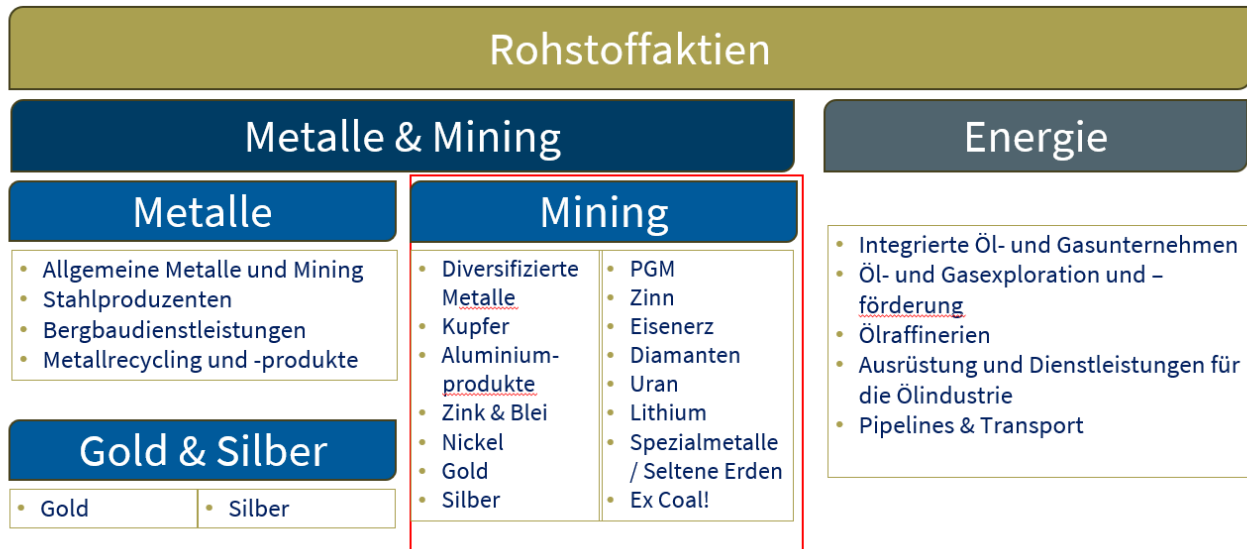 Rohstoffaktien
Metalle & Mining
Energie
Metalle
• Allgemeine Metalle und Mining
• Stahlproduzenten
• Bergbaudienstleistungen
• Metallrecycling und -produkte
Gold & Silber
• Gold
• Silber
Mining
• Diversifizierte
Metalle
• Kupfer
• Aluminium-
produkte
• Zink & Blei
• Nickel
• Gold
• Silber
• PGM
• Zinn
• Eisenerz
• Diamanten
• Uran
• Lithium
• Spezialmetalle
/ Seltene Erden
• Ex Coal!
• Integrierte Öl- und Gasunternehmen
• Öl- und Gasexploration und –
förderung
• Ölraffinerien
• Ausrüstung und Dienstleistungen für
die Ölindustrie
• Pipelines & Transport